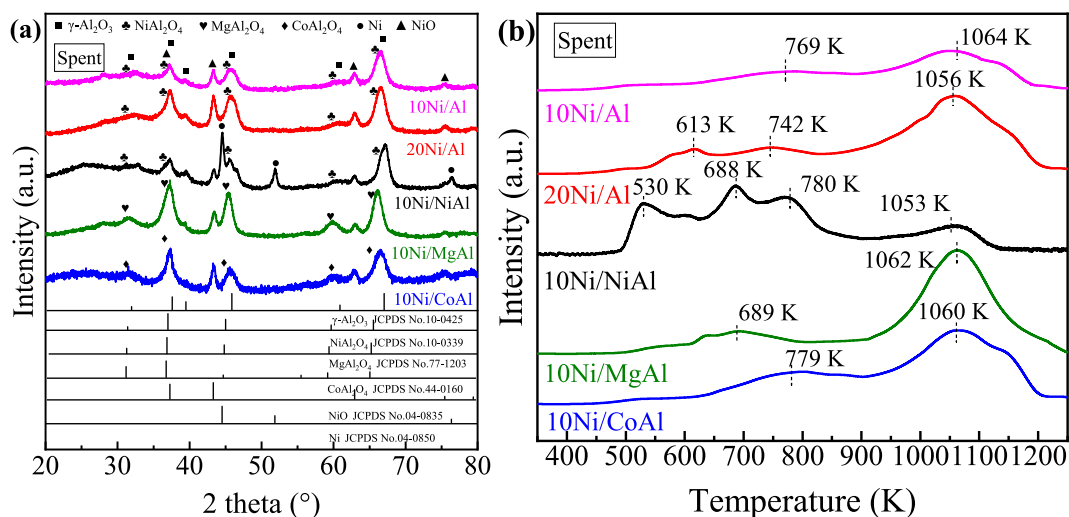 (a)
■ γ-Al₂O₃ ♣ NiAl₂O₄ ♥ MgAl₂O₄ ♦ CoAl₂O₄ ● Ni ▲ NiO
Spent
10Ni/Al
20Ni/Al
10Ni/NiAl
10Ni/MgAl
10Ni/CoAl
γ-Al₂O₃ JCPDS No.10-0425
NiAl₂O₄ JCPDS No.10-0339
MgAl₂O₄ JCPDS No.77-1203
CoAl₂O₄ JCPDS No.44-0160
NiO JCPDS No.04-0835
Ni JCPDS No.04-0850
20 30 40 50 60 70 80
2 theta (°)
Intensity (a.u.)
(b)
Spent
769 K
1064 K
10Ni/Al
1056 K
613 K
742 K
20Ni/Al
530 K
688 K
780 K
1053 K
10Ni/NiAl
1062 K
689 K
10Ni/MgAl
1060 K
779 K
10Ni/CoAl
400 500 600 700 800 900 1000 1100 1200
Temperature (K)
Intensity (a.u.)